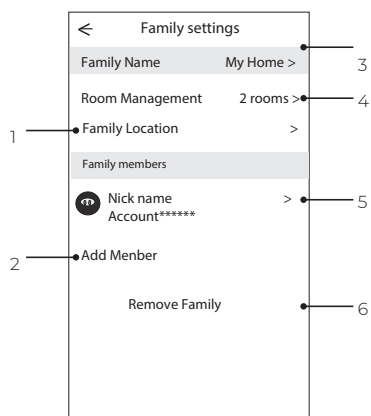 Family settings
Family Name My Home >
3
Room Management 2 rooms >
4
1
Family Location >
Family members
Nick name >
5
Account******
2
Add Menber
Remove Family
6